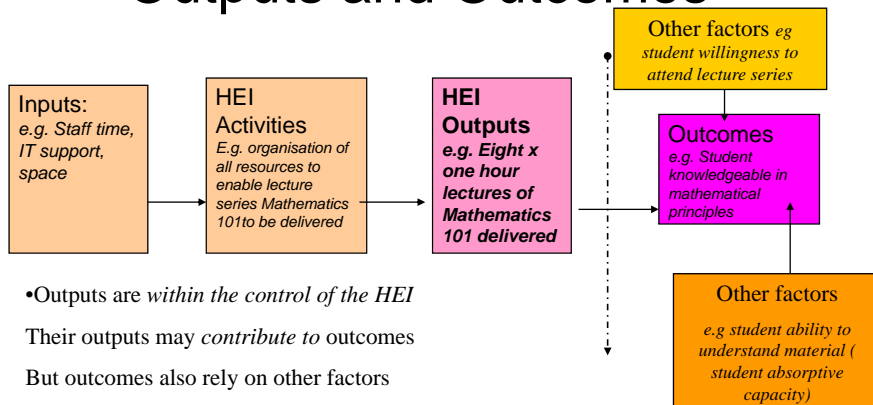 Outputs and Outcomes
Other factors eg
student willingness to
attend lecture series
Inputs:
e.g. Staff time,
IT support,
space
HEI
Activities
E.g. organisation of
all resources to
enable lecture
series Mathematics
101to be delivered
HEI
Outputs
e.g. Eight x
one hour
lectures of
Mathematics
101 delivered
Outcomes
e.g. Student
knowledgeable in
mathematical
principles
•Outputs are within the control of the HEI
Their outputs may contribute to outcomes
But outcomes also rely on other factors
Other factors
e.g student ability to
understand material (
student absorptive
capacity)